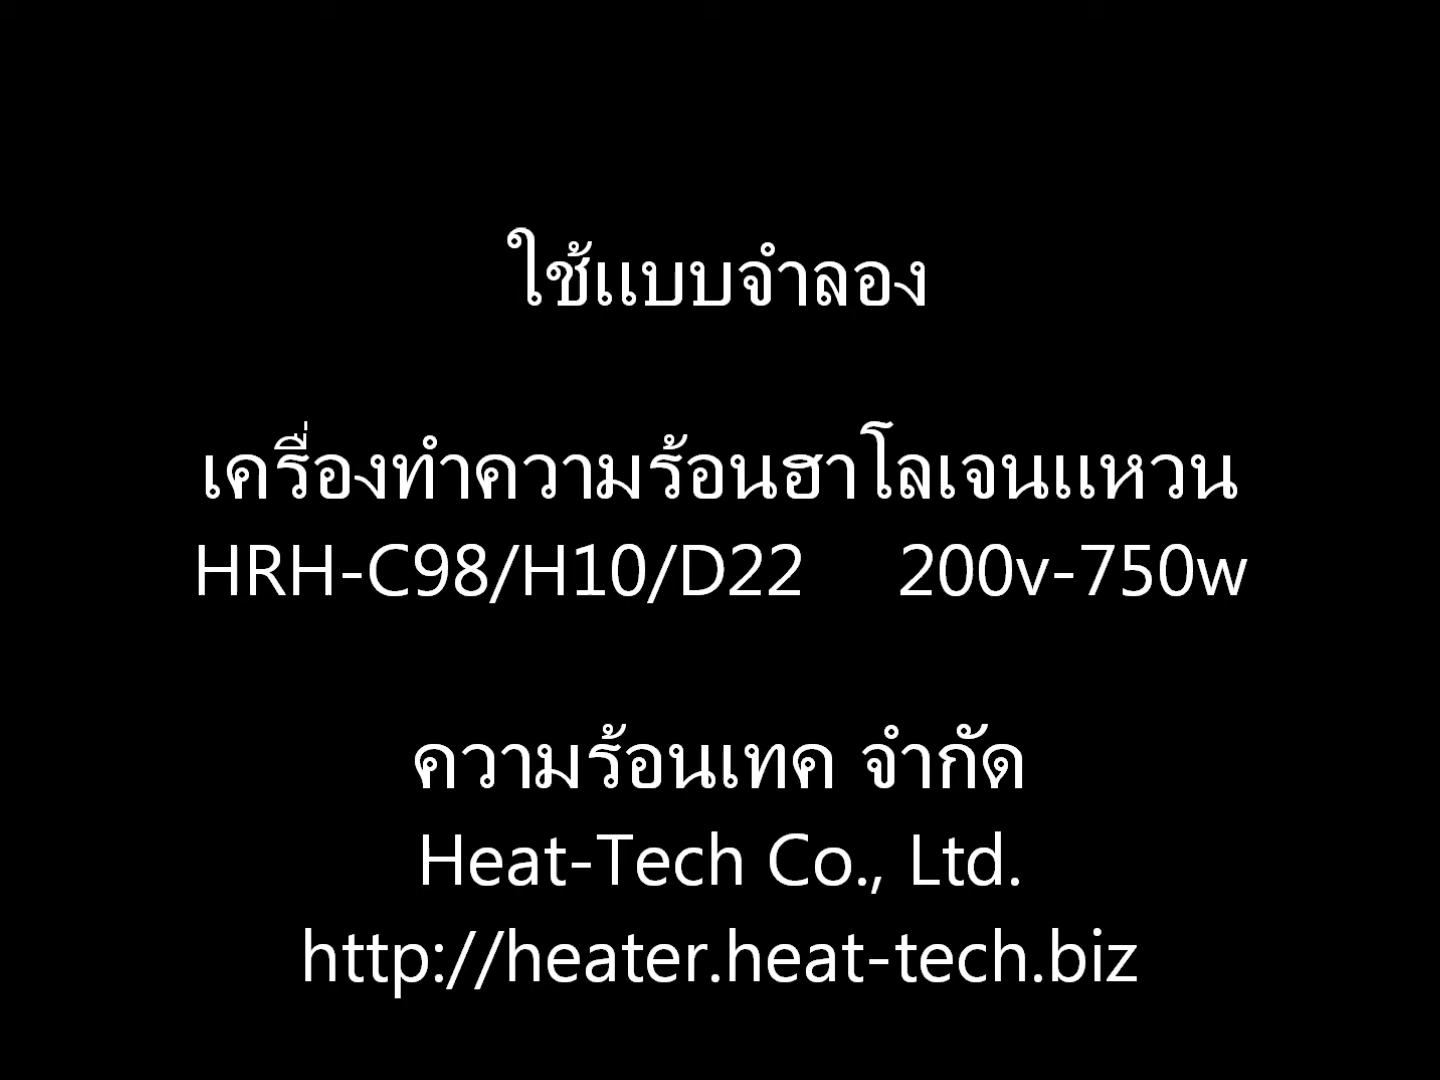 ใช้แบบจำลอง
เครื่องทำความร้อนฮาโลเจนแหวน
HRH-C98/H10/D22 200v-750w
ความร้อนเทค จำกัด
Heat-Tech Co., Ltd.
http://heater.heat-tech.biz